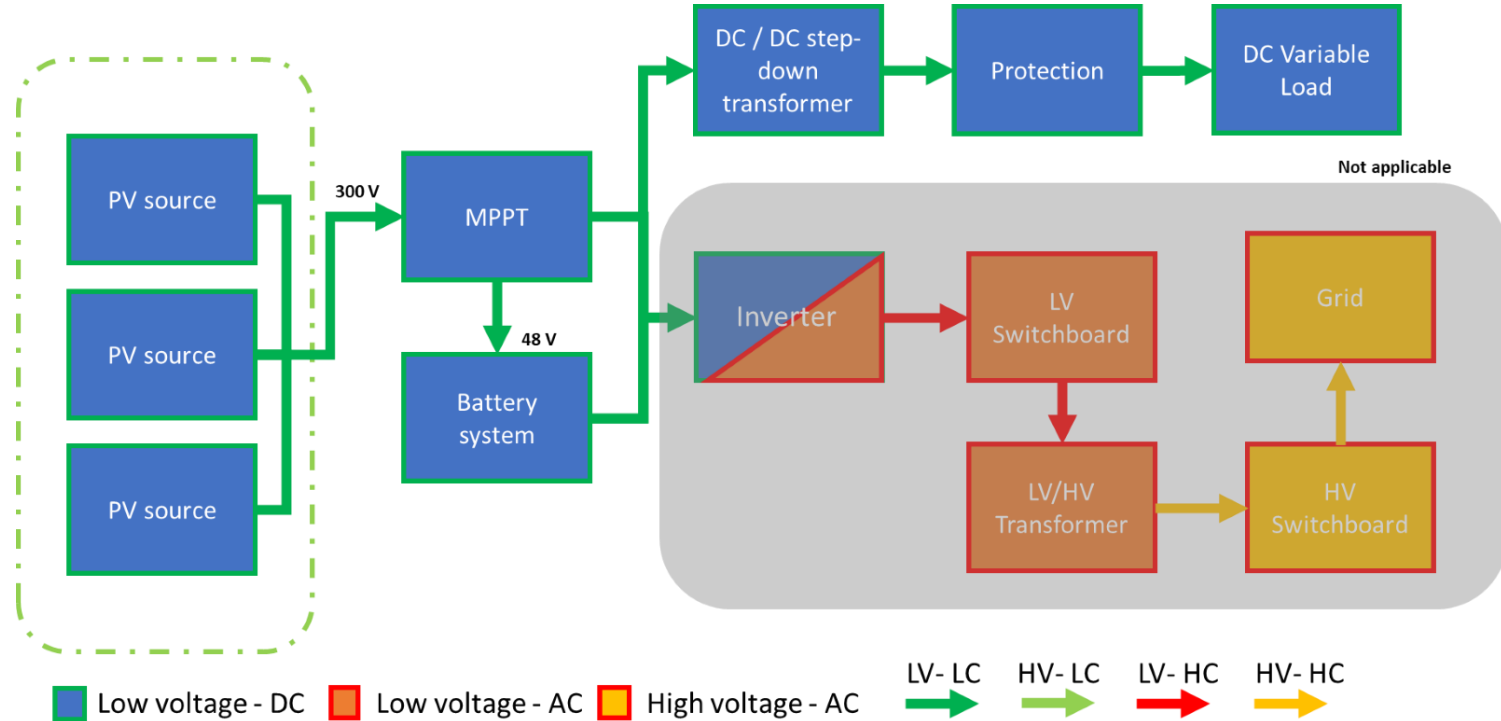 DC / DC step-
down
transformer
Protection
DC Variable
Load
Not applicable
PV source
300 V
MPPT
PV source
48 V
Battery
system
PV source
Inverter
LV
Switchboard
Grid
LV/HV
Transformer
HV
Switchboard
Low voltage - DC
Low voltage - AC
High voltage - AC
LV- LC
HV- LC
LV- HC
HV- HC